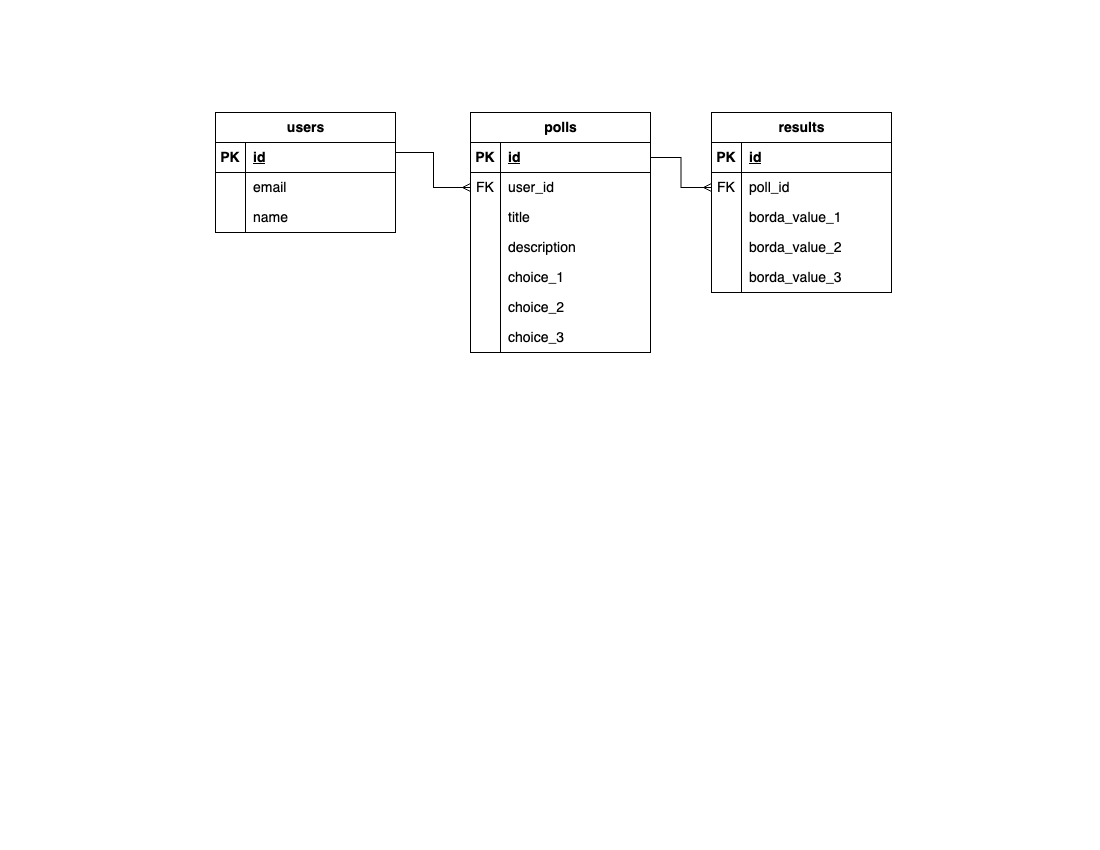 users
PK id
email
name
polls
PK id
FK user_id
title
description
choice_1
choice_2
choice_3
results
PK id
FK poll_id
borda_value_1
borda_value_2
borda_value_3